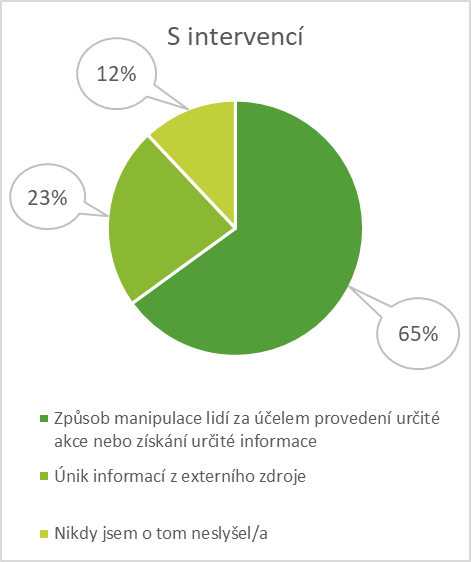 S intervencí
12%
23%
65%
Způsob manipulace lidí za účelem provedení určité
akce nebo získání určité informace
Únik informací z externího zdroje
Nikdy jsem o tom neslyšel/a